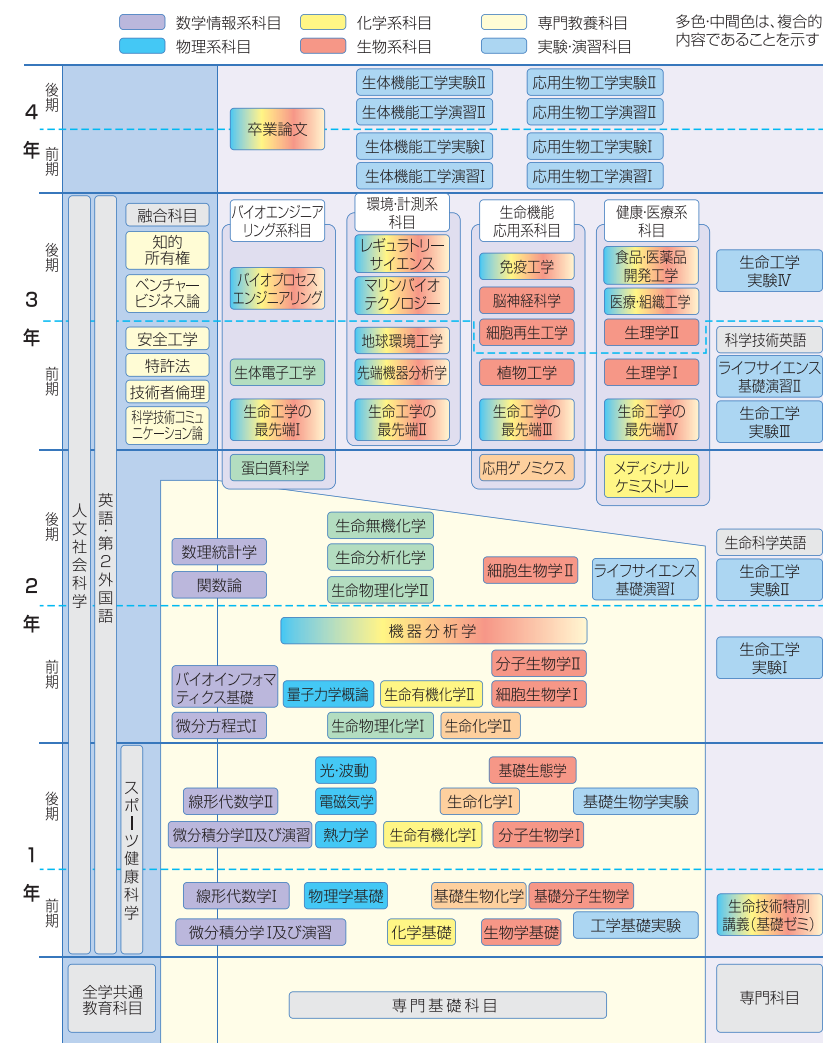 数学情報系科目
化学系科目
専門教養科目
物理系科目
生物系科目
実験・演習科目
多色・中間色は、複合的
内容であることを示す
4
年
後
期
前
期
卒業論文
生体機能工学実験Ⅱ
応用生物工学実験Ⅱ
生体機能工学演習Ⅱ
応用生物工学演習Ⅱ
生体機能工学実験Ⅰ
応用生物工学実験Ⅰ
生体機能工学演習Ⅰ
応用生物工学演習Ⅰ
3
年
後
期
前
期
人文社会科学
英語・第2外国語
融合科目
知的
所有権
ベンチャー
ビジネス論
安全工学
特許法
技術者倫理
科学技術コミュ
ニケーション論
バイオエンジニア
リング系科目
バイオプロセス
エンジニアリング
生体電子工学
生命工学の
最先端Ⅰ
蛋白質科学
環境・計測系
科目
レギュラトリー
サイエンス
マリンバイオ
テクノロジー
地球環境工学
先端機器分析学
生命工学の
最先端Ⅱ
生命機能
応用系科目
免疫工学
脳神経科学
細胞再生工学
植物工学
生命工学の
最先端Ⅲ
応用ゲノミクス
健康・医療系
科目
食品・医薬品
開発工学
医療・組織工学
生理学Ⅱ
生理学Ⅰ
生命工学の
最先端Ⅳ
メディシナル
ケミストリー
生命工学
実験Ⅳ
科学技術英語
ライフサイエンス
基礎演習Ⅱ
生命工学
実験Ⅲ
2
年
後
期
前
期
数理統計学
関数論
生命無機化学
生命分析化学
生命物理化学Ⅱ
細胞生物学Ⅱ
ライフサイエンス
基礎演習Ⅰ
生命科学英語
生命工学
実験Ⅱ
機器分析学
バイオインフォマ
ティクス基礎
微分方程式Ⅰ
量子力学概論
生命有機化学Ⅱ
分子生物学Ⅱ
細胞生物学Ⅰ
生命物理化学Ⅰ
生命化学Ⅱ
生命工学
実験Ⅰ
1
年
後
期
前
期
スポーツ健康科学
光・波動
基礎生態学
線形代数学Ⅱ
電磁気学
生命化学Ⅰ
基礎生物学実験
微分積分学Ⅱ及び演習
熱力学
生命有機化学Ⅰ
分子生物学Ⅰ
線形代数学Ⅰ
物理学基礎
基礎生物化学
基礎分子生物学
微分積分学Ⅰ及び演習
化学基礎
生物学基礎
工学基礎実験
生命技術特別
講義(基礎ゼミ)
全学共通
教育科目
専門基礎科目
専門科目